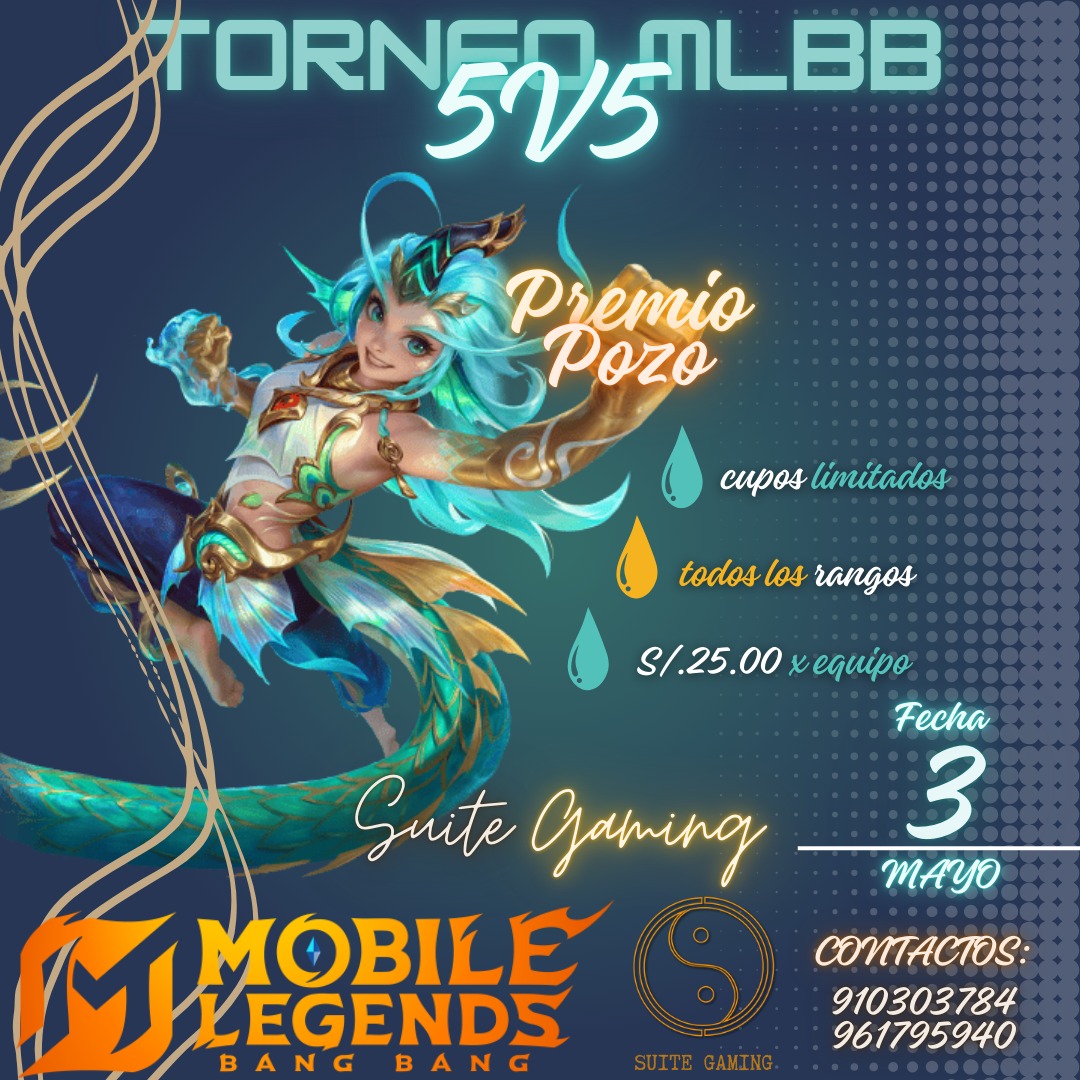 TORNEO MLBB
5V5
Premio
Pozo
cupos limitados
todos los rangos
S/.25.00 x equipo
Fecha
3
MAYO
Suite Gaming
MOBILE
LEGENDS
BANG BANG
SUITE GAMING
CONTACTOS:
910303784
961795940